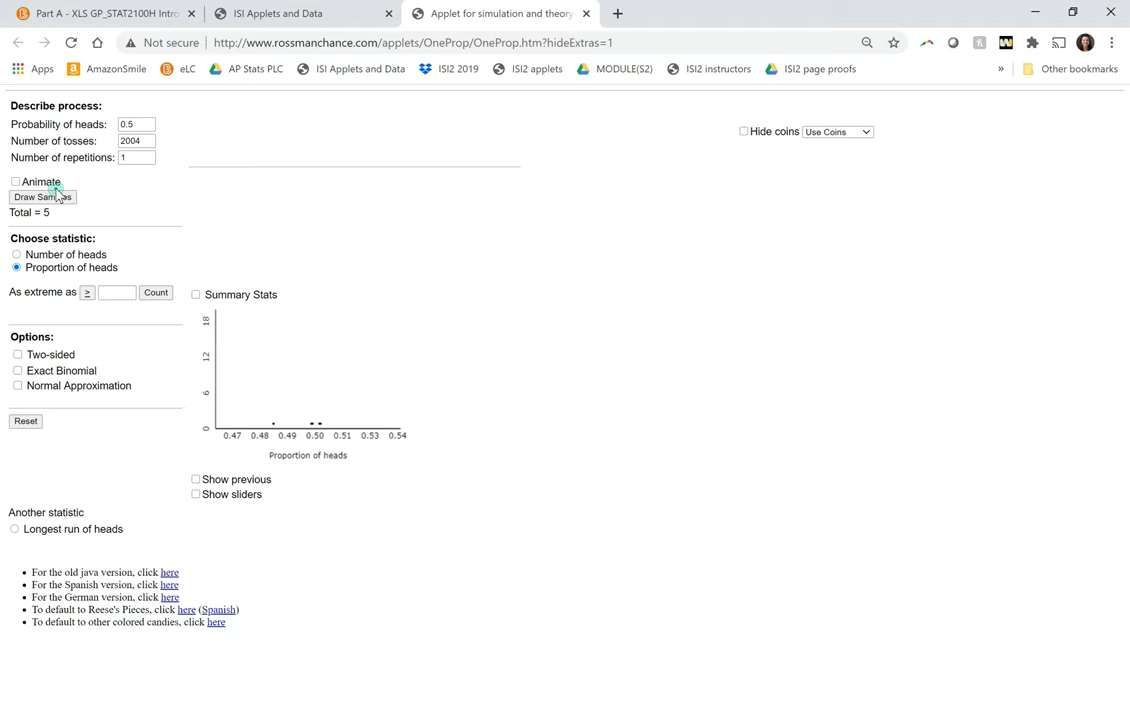 Part A - XLS GP_STAT2100H Intro
ISI Applets and Data
Applet for simulation and theory
Not secure
http://www.rossmanchance.com/applets/OneProp/OneProp.htm?hideExtras=1
Apps
AmazonSmile
eLC
AP Stats PLC
ISI Applets and Data
ISI2 2019
ISI2 applets
MODULE(S2)
ISI2 instructors
ISI2 page proofs
»
Other bookmarks
Describe process:
Probability of heads: 0.5
Number of tosses: 2004
Number of repetitions: 1
Hide coins Use Coins
Animate
Draw Samples
Total = 5
Choose statistic:
Number of heads
Proportion of heads
As extreme as ≥ Count
Summary Stats
18
12
6
0
0.47 0.48 0.49 0.50 0.51 0.53 0.54
Proportion of heads
Options:
Two-sided
Exact Binomial
Normal Approximation
Reset
Show previous
Show sliders
Another statistic
Longest run of heads
For the old java version, click here
For the Spanish version, click here
For the German version, click here
To default to Reese's Pieces, click here (Spanish)
To default to other colored candies, click here